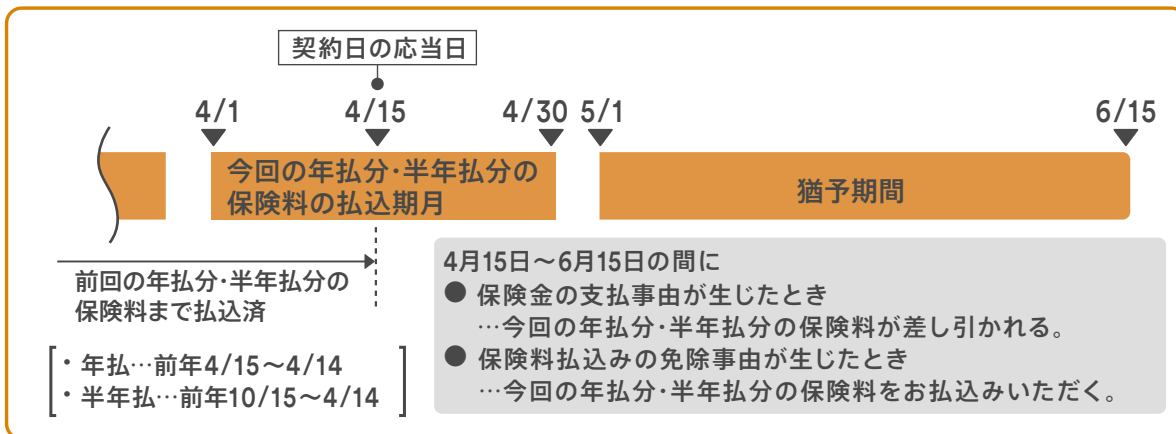 契約日の応当日
4/1
4/15
4/30
5/1
6/15
今回の年払分・半年払分の
保険料の払込期月
猶予期間
前回の年払分・半年払分の
保険料まで払込済
・年払…前年4/15～4/14
・半年払…前年10/15～4/14
4月15日～6月15日の間に
● 保険金の支払事由が生じたとき
…今回の年払分・半年払分の保険料が差し引かれる。
● 保険料払込みの免除事由が生じたとき
…今回の年払分・半年払分の保険料をお払込みいただく。